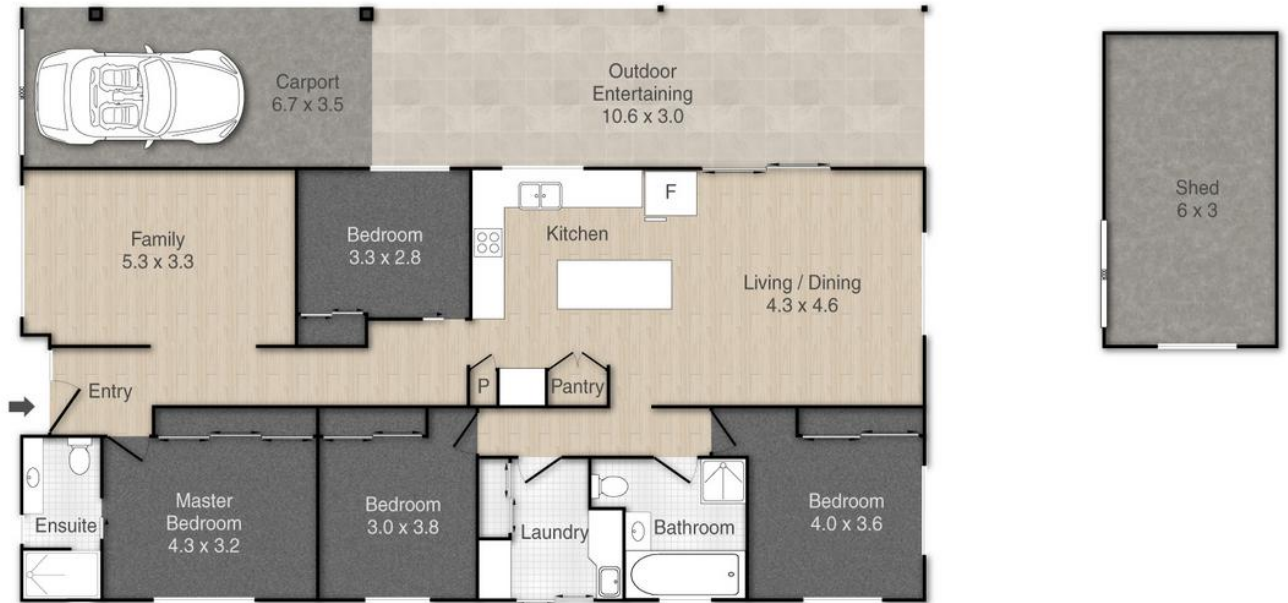 Carport
6.7 x 3.5
Outdoor
Entertaining
10.6 x 3.0
Shed
6 x 3
Family
5.3 x 3.3
Bedroom
3.3 x 2.8
Kitchen
F
Living / Dining
4.3 x 4.6
Entry
P
Pantry
Ensuite
Master
Bedroom
4.3 x 3.2
Bedroom
3.0 x 3.8
Laundry
Bathroom
Bedroom
4.0 x 3.6